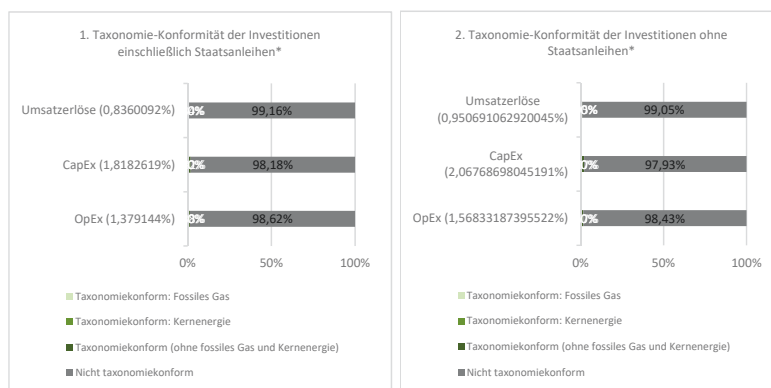 1. Taxonomie-Konformität der Investitionen
einschließlich Staatsanleihen*
Umsatzerlöse (0,8360092%)
99,16%
CapEx (1,8182619%)
98,18%
OpEx (1,379144%)
98,62%
0%
50%
100%
Taxonomiekonform: Fossiles Gas
Taxonomiekonform: Kernenergie
Taxonomiekonform (ohne fossiles Gas und Kernenergie)
Nicht taxonomiekonform
2. Taxonomie-Konformität der Investitionen ohne
Staatsanleihen*
Umsatzerlöse
(0,950691062920045%)
99,05%
CapEx
(2,06768698045191%)
97,93%
OpEx (1,56833187395522%)
98,43%
0%
50%
100%
Taxonomiekonform: Fossiles Gas
Taxonomiekonform: Kernenergie
Taxonomiekonform (ohne fossiles Gas und Kernenergie)
Nicht taxonomiekonform